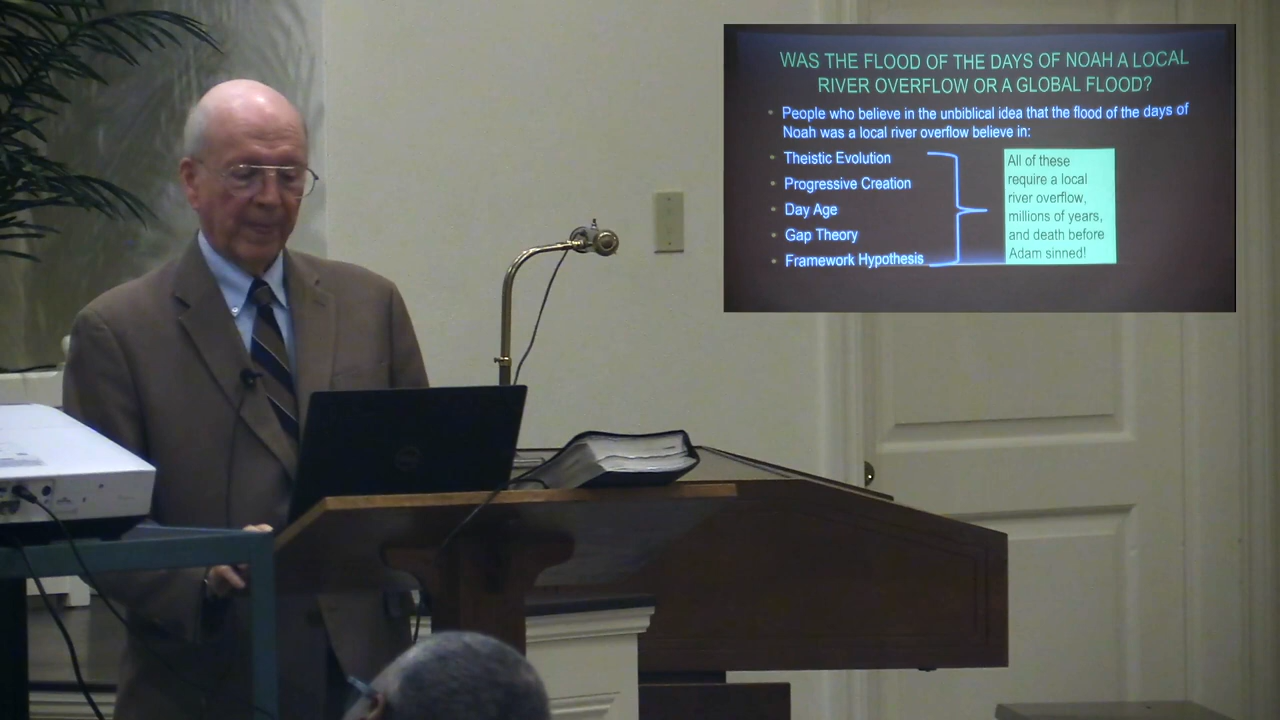 WAS THE FLOOD OF THE DAYS OF NOAH A LOCAL
RIVER OVERFLOW OR A GLOBAL FLOOD?
• People who believe in the unbiblical idea that the flood of the days of
Noah was a local river overflow believe in:
• Theistic Evolution
• Progressive Creation
• Day Age
• Gap Theory
• Framework Hypothesis
All of these
require a local
river overflow,
millions of years,
and death before
Adam sinned!